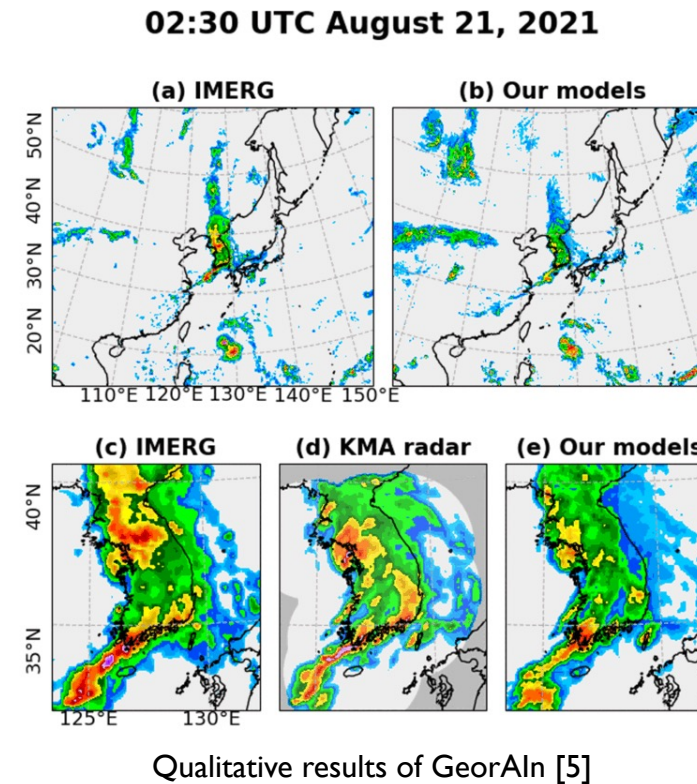 02:30 UTC August 21, 2021
(a) IMERG
(b) Our models
50°N
40°N
30°N
20°N
110°E 120°E 130°E 140°E 150°E
(c) IMERG
(d) KMA radar
(e) Our models
40°N
35°N
125°E
130°E
Qualitative results of GeorAIn [5]